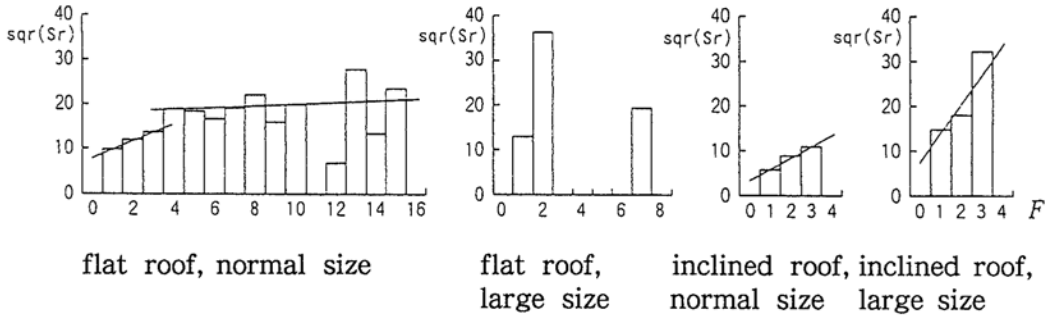 sqr(Sr)
40
30
20
10
0
0 2 4 6 8 10 12 14 16
flat roof, normal size
40
30
20
10
0
0 2 4 6 8
flat roof,
large size
sqr(Sr)
40
30
20
10
0
0 1 2 3 4
inclined roof,
normal size
sqr(Sr)
40
30
20
10
0
0 1 2 3 4 F
inclined roof,
large size